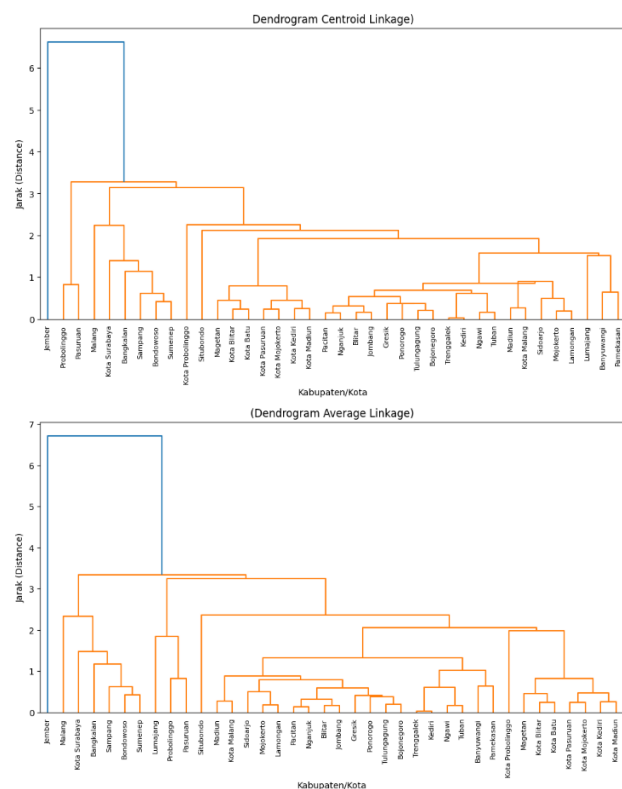 Dendrogram Centroid Linkage)
6
5
4
3
2
1
0
Jarak (Distance)
Jember
Probolinggo
Pasuruan
Malang
Kota Surabaya
Bangkalan
Sampang
Bondowoso
Sumenep
Kota Probolinggo
Situbondo
Magetan
Kota Blitar
Kota Batu
Kota Pasuruan
Kota Mojokerto
Kota Kediri
Kota Madiun
Pacitan
Nganjuk
Blitar
Jombang
Gresik
Ponorogo
Tulungagung
Bojonegoro
Trenggalek
Kediri
Ngawi
Tuban
Madiun
Kota Malang
Sidoarjo
Mojokerto
Lamongan
Lumajang
Banyuwangi
Pamekasan
Kabupaten/Kota
(Dendrogram Average Linkage)
7
6
5
4
3
2
1
0
Jarak (Distance)
Jember
Malang
Kota Surabaya
Bangkalan
Sampang
Bondowoso
Sumenep
Lumajang
Probolinggo
Pasuruan
Situbondo
Madiun
Kota Malang
Sidoarjo
Mojokerto
Lamongan
Pacitan
Nganjuk
Blitar
Jombang
Gresik
Ponorogo
Tulungagung
Bojonegoro
Trenggalek
Kediri
Ngawi
Tuban
Banyuwangi
Pamekasan
Kota Probolinggo
Magetan
Kota Blitar
Kota Batu
Kota Pasuruan
Kota Mojokerto
Kota Kediri
Kota Madiun
Kabupaten/Kota